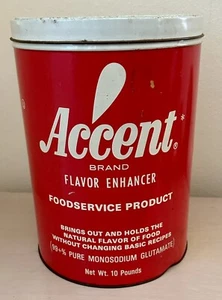 Accent®*
BRAND
FLAVOR ENHANCER
FOODSERVICE PRODUCT
BRINGS OUT AND HOLDS THE
NATURAL FLAVOR OF FOOD
WITHOUT CHANGING BASIC RECIPES
(99+% PURE MONOSODIUM GLUTAMATE)
Net Wt. 10 Pounds